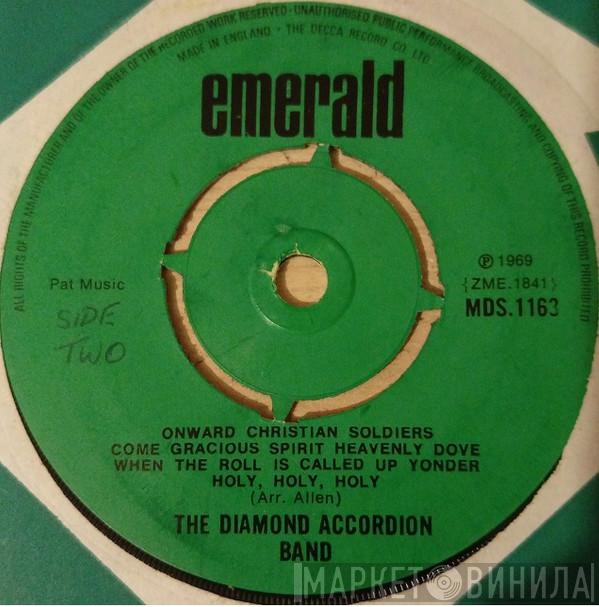 ALL RIGHTS OF THE MANUFACTURER AND OF THE OWNER OF THE RECORDED WORK RESERVED · UNAUTHORISED PUBLIC PERFORMANCE BROADCASTING AND COPYING OF THIS RECORD PROHIBITED
MADE IN ENGLAND · THE DECCA RECORD CO. LTD.
emerald
Pat Music
SIDE
TWO
℗ 1969
{ZME.1841}
MDS.1163
ONWARD CHRISTIAN SOLDIERS
COME GRACIOUS SPIRIT HEAVENLY DOVE
WHEN THE ROLL IS CALLED UP YONDER
HOLY, HOLY, HOLY
(Arr. Allen)
THE DIAMOND ACCORDION
BAND
МАРКЕТ ВИНИЛА